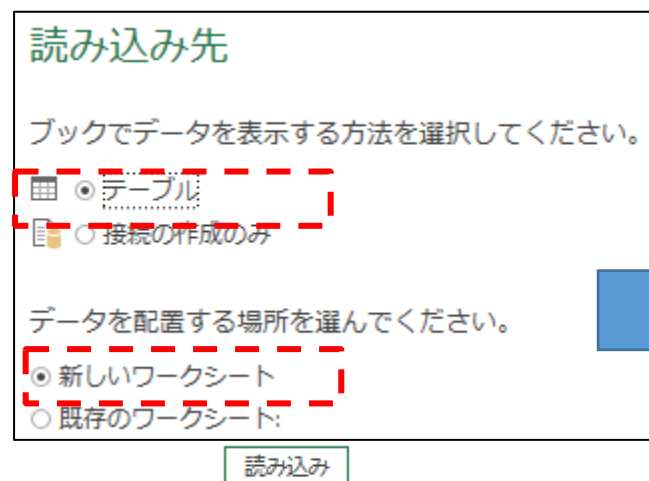 読み込み先
ブックでデータを表示する方法を選択してください。
テーブル
接続の作成のみ
データを配置する場所を選んでください。
新しいワークシート
既存のワークシート:
読み込み